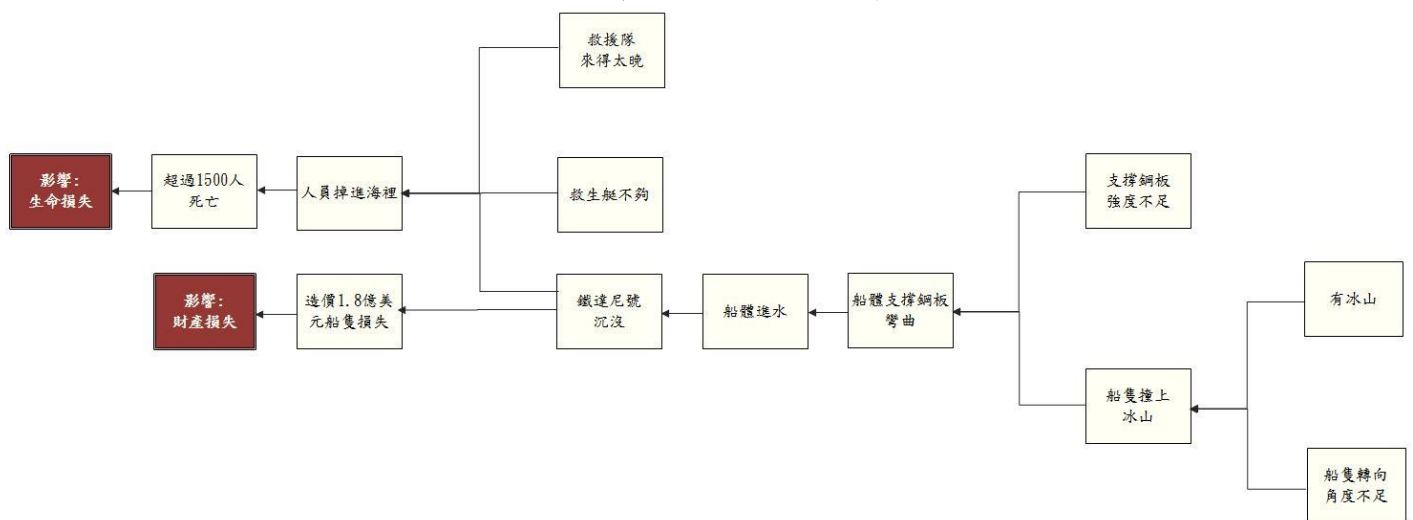 救援隊
來得太晚
影響:
生命損失
超過1500人
死亡
人員掉進海裡
救生艇不夠
支撐鋼板
強度不足
影響:
財產損失
造價1.8億美
元船隻損失
鐵達尼號
沉沒
船體進水
船體支撐鋼板
彎曲
有冰山
船隻撞上
冰山
船隻轉向
角度不足